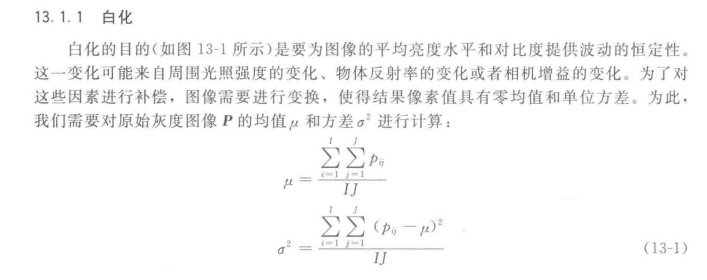 13.1.1 白化
白化的目的(如图 13-1 所示)是要为图像的平均亮度水平和对比度提供波动的恒定性。
这一变化可能来自周围光照强度的变化、物体反射率的变化或者相机增益的变化。为了对
这些因素进行补偿，图像需要进行变换，使得结果像素值具有零均值和单位方差。为此，
我们需要对原始灰度图像 P 的均值 μ 和方差 σ² 进行计算：
μ = \frac{\sum_{i=1}^{I} \sum_{j=1}^{J} p_{ij}}{IJ}
σ² = \frac{\sum_{i=1}^{I} \sum_{j=1}^{J} (p_{ij} - μ)²}{IJ} (13-1)